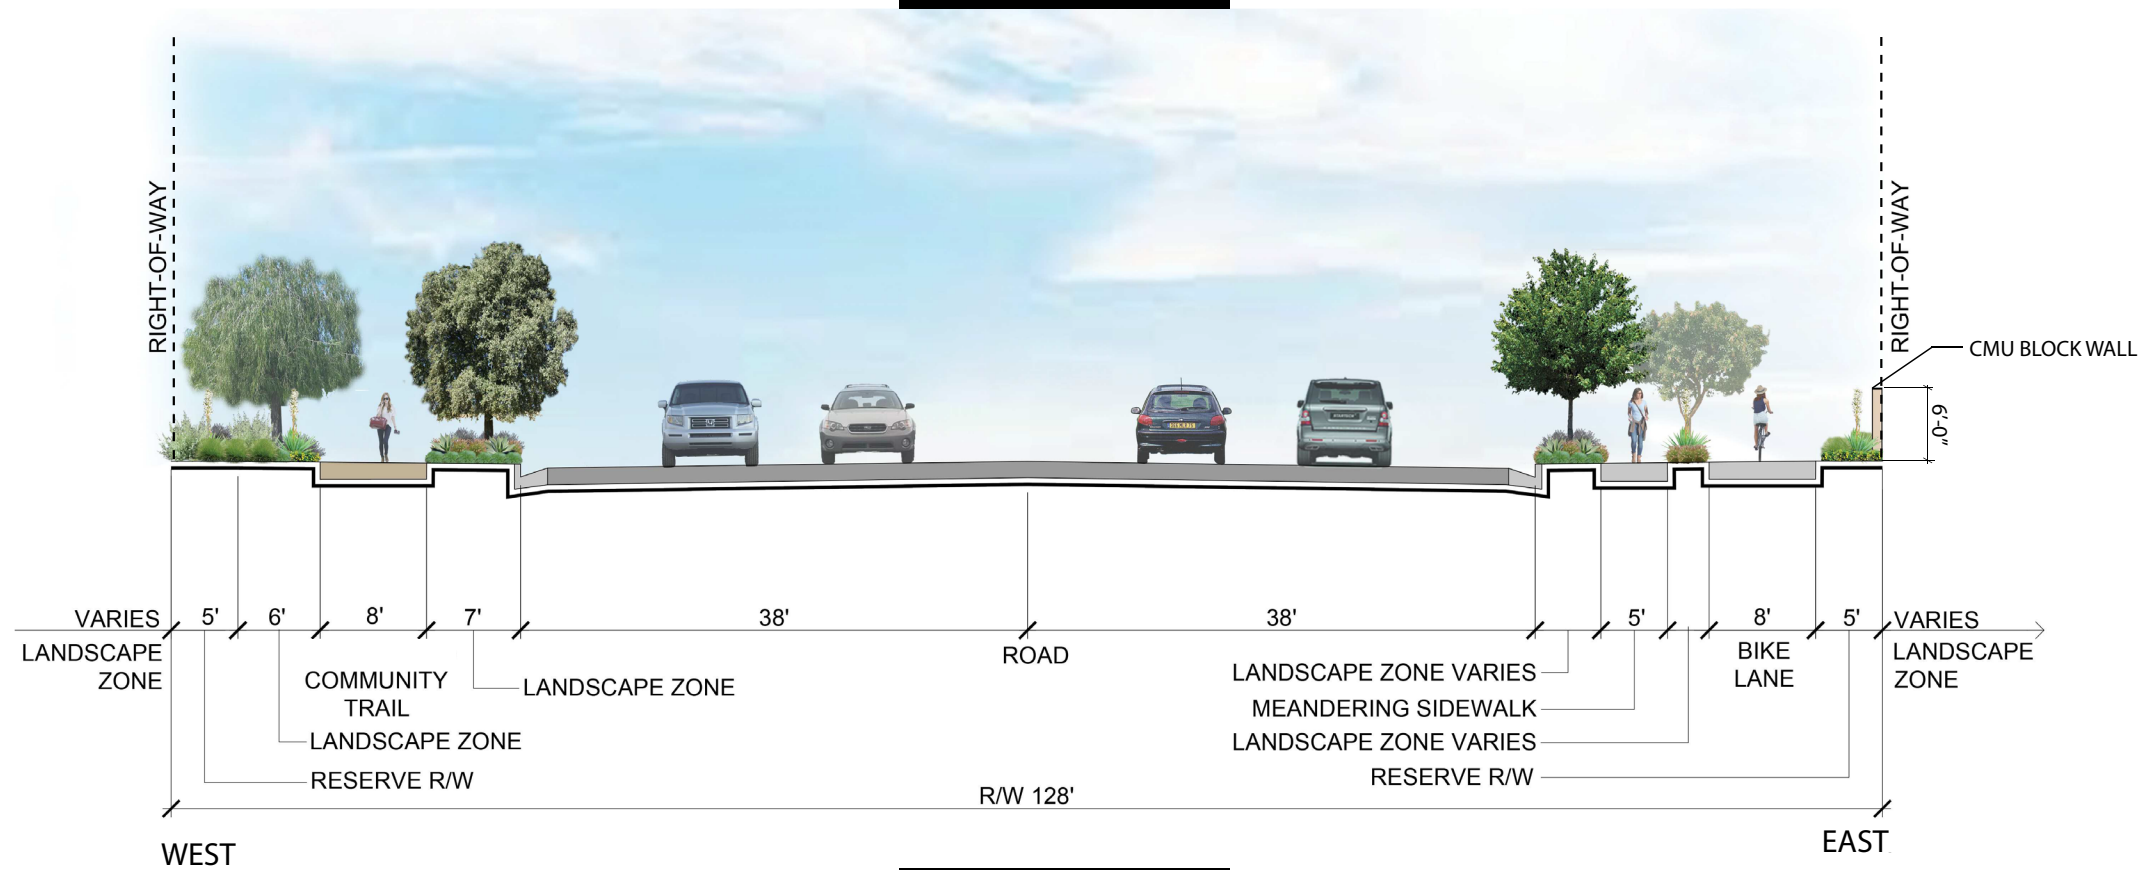 RIGHT-OF-WAY
RIGHT-OF-WAY
CMU BLOCK WALL
6'-0"
VARIES
5'
6'
8'
7'
38'
38'
5'
8'
5'
VARIES
LANDSCAPE
ZONE
COMMUNITY
TRAIL
LANDSCAPE ZONE
LANDSCAPE ZONE
RESERVE R/W
ROAD
LANDSCAPE ZONE VARIES
MEANDERING SIDEWALK
LANDSCAPE ZONE VARIES
RESERVE R/W
BIKE
LANE
LANDSCAPE
ZONE
R/W 128'
WEST
EAST